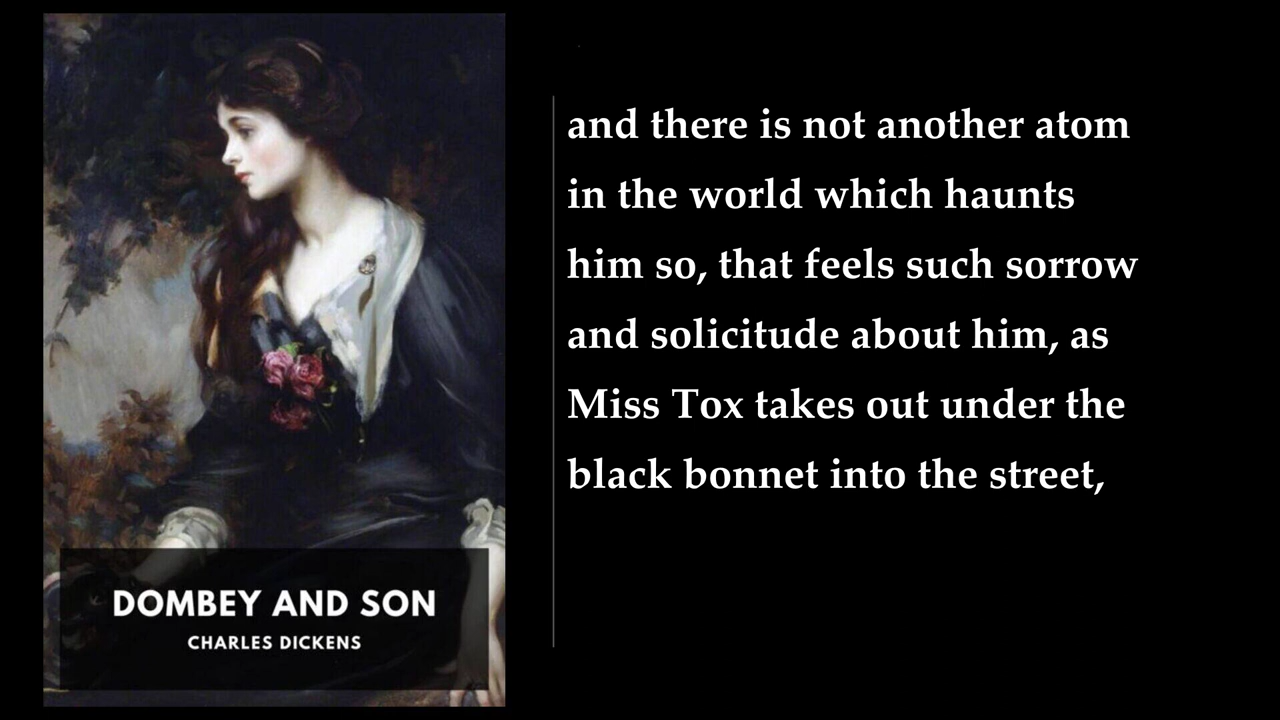 and there is not another atom
in the world which haunts
him so, that feels such sorrow
and solicitude about him, as
Miss Tox takes out under the
black bonnet into the street,
DOMBEY AND SON
CHARLES DICKENS